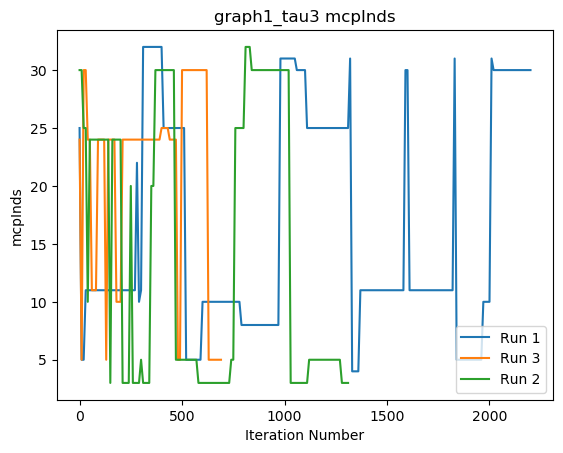 graph1_tau3 mcpInds
mcpInds
30
25
20
15
10
5
0
500
1000
1500
2000
Iteration Number
Run 1
Run 3
Run 2